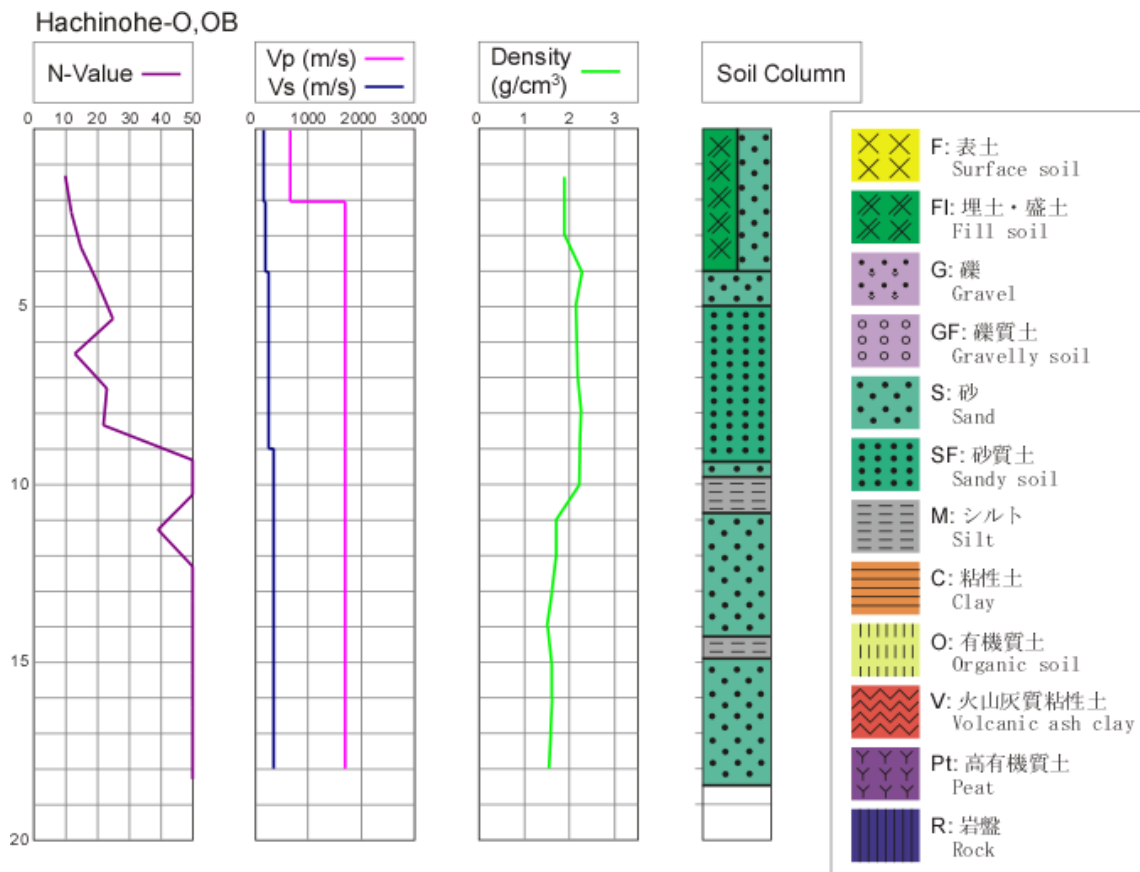 Hachinohe-O,OB
N-Value
Vp (m/s)
Vs (m/s)
Density
(g/cm³)
Soil Column
0 10 20 30 40 50
0 1000 2000 3000
0 1 2 3
5
10
15
20
F: 表土
Surface soil
FI: 埋土・盛土
Fill soil
G: 礫
Gravel
GF: 礫質土
Gravelly soil
S: 砂
Sand
SF: 砂質土
Sandy soil
M: シルト
Silt
C: 粘性土
Clay
O: 有機質土
Organic soil
V: 火山灰質粘性土
Volcanic ash clay
Pt: 高有機質土
Peat
R: 岩盤
Rock